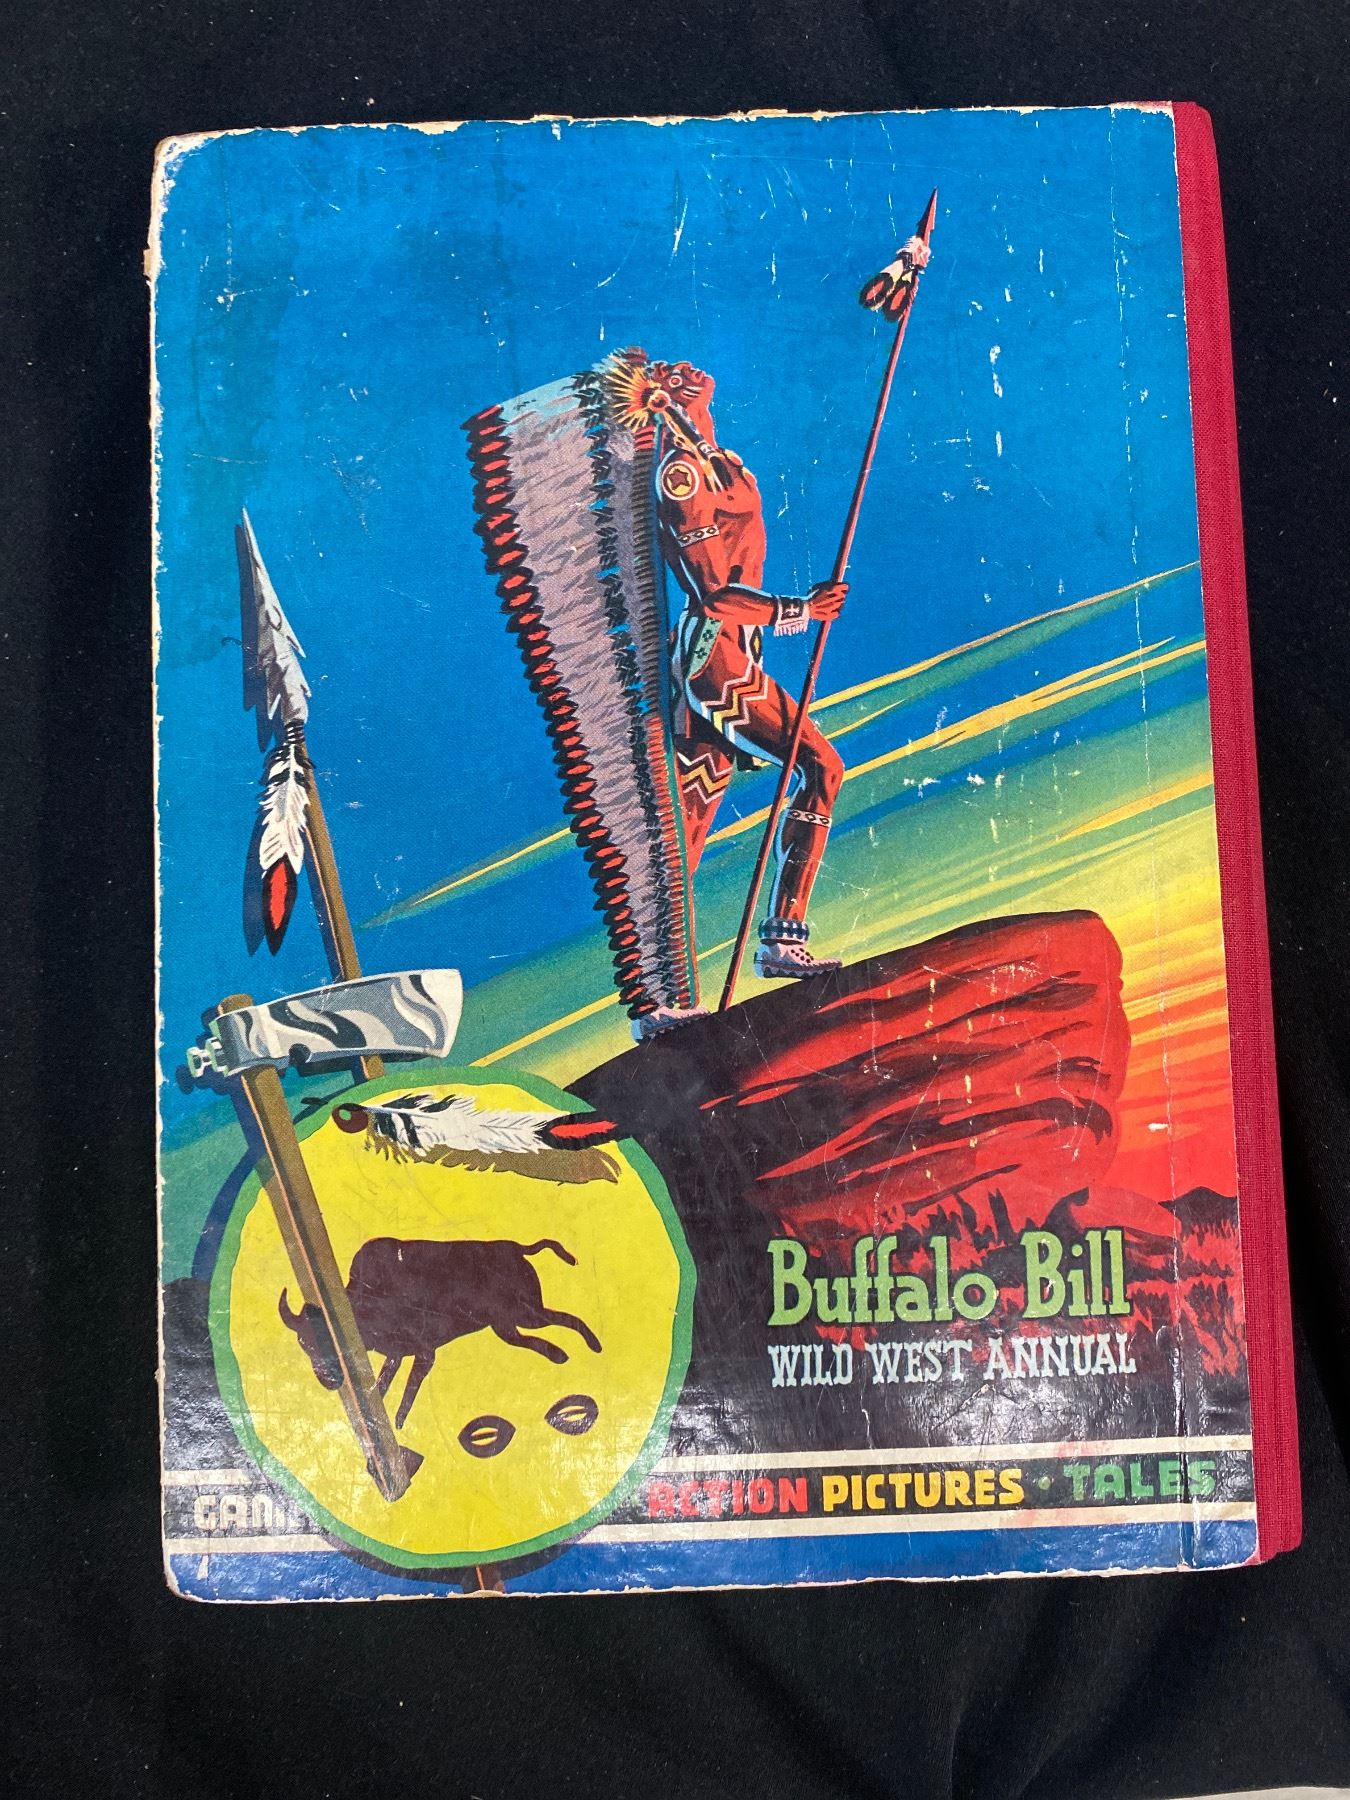 Buffalo Bill
WILD WEST ANNUAL
ACTION PICTURES • TALES